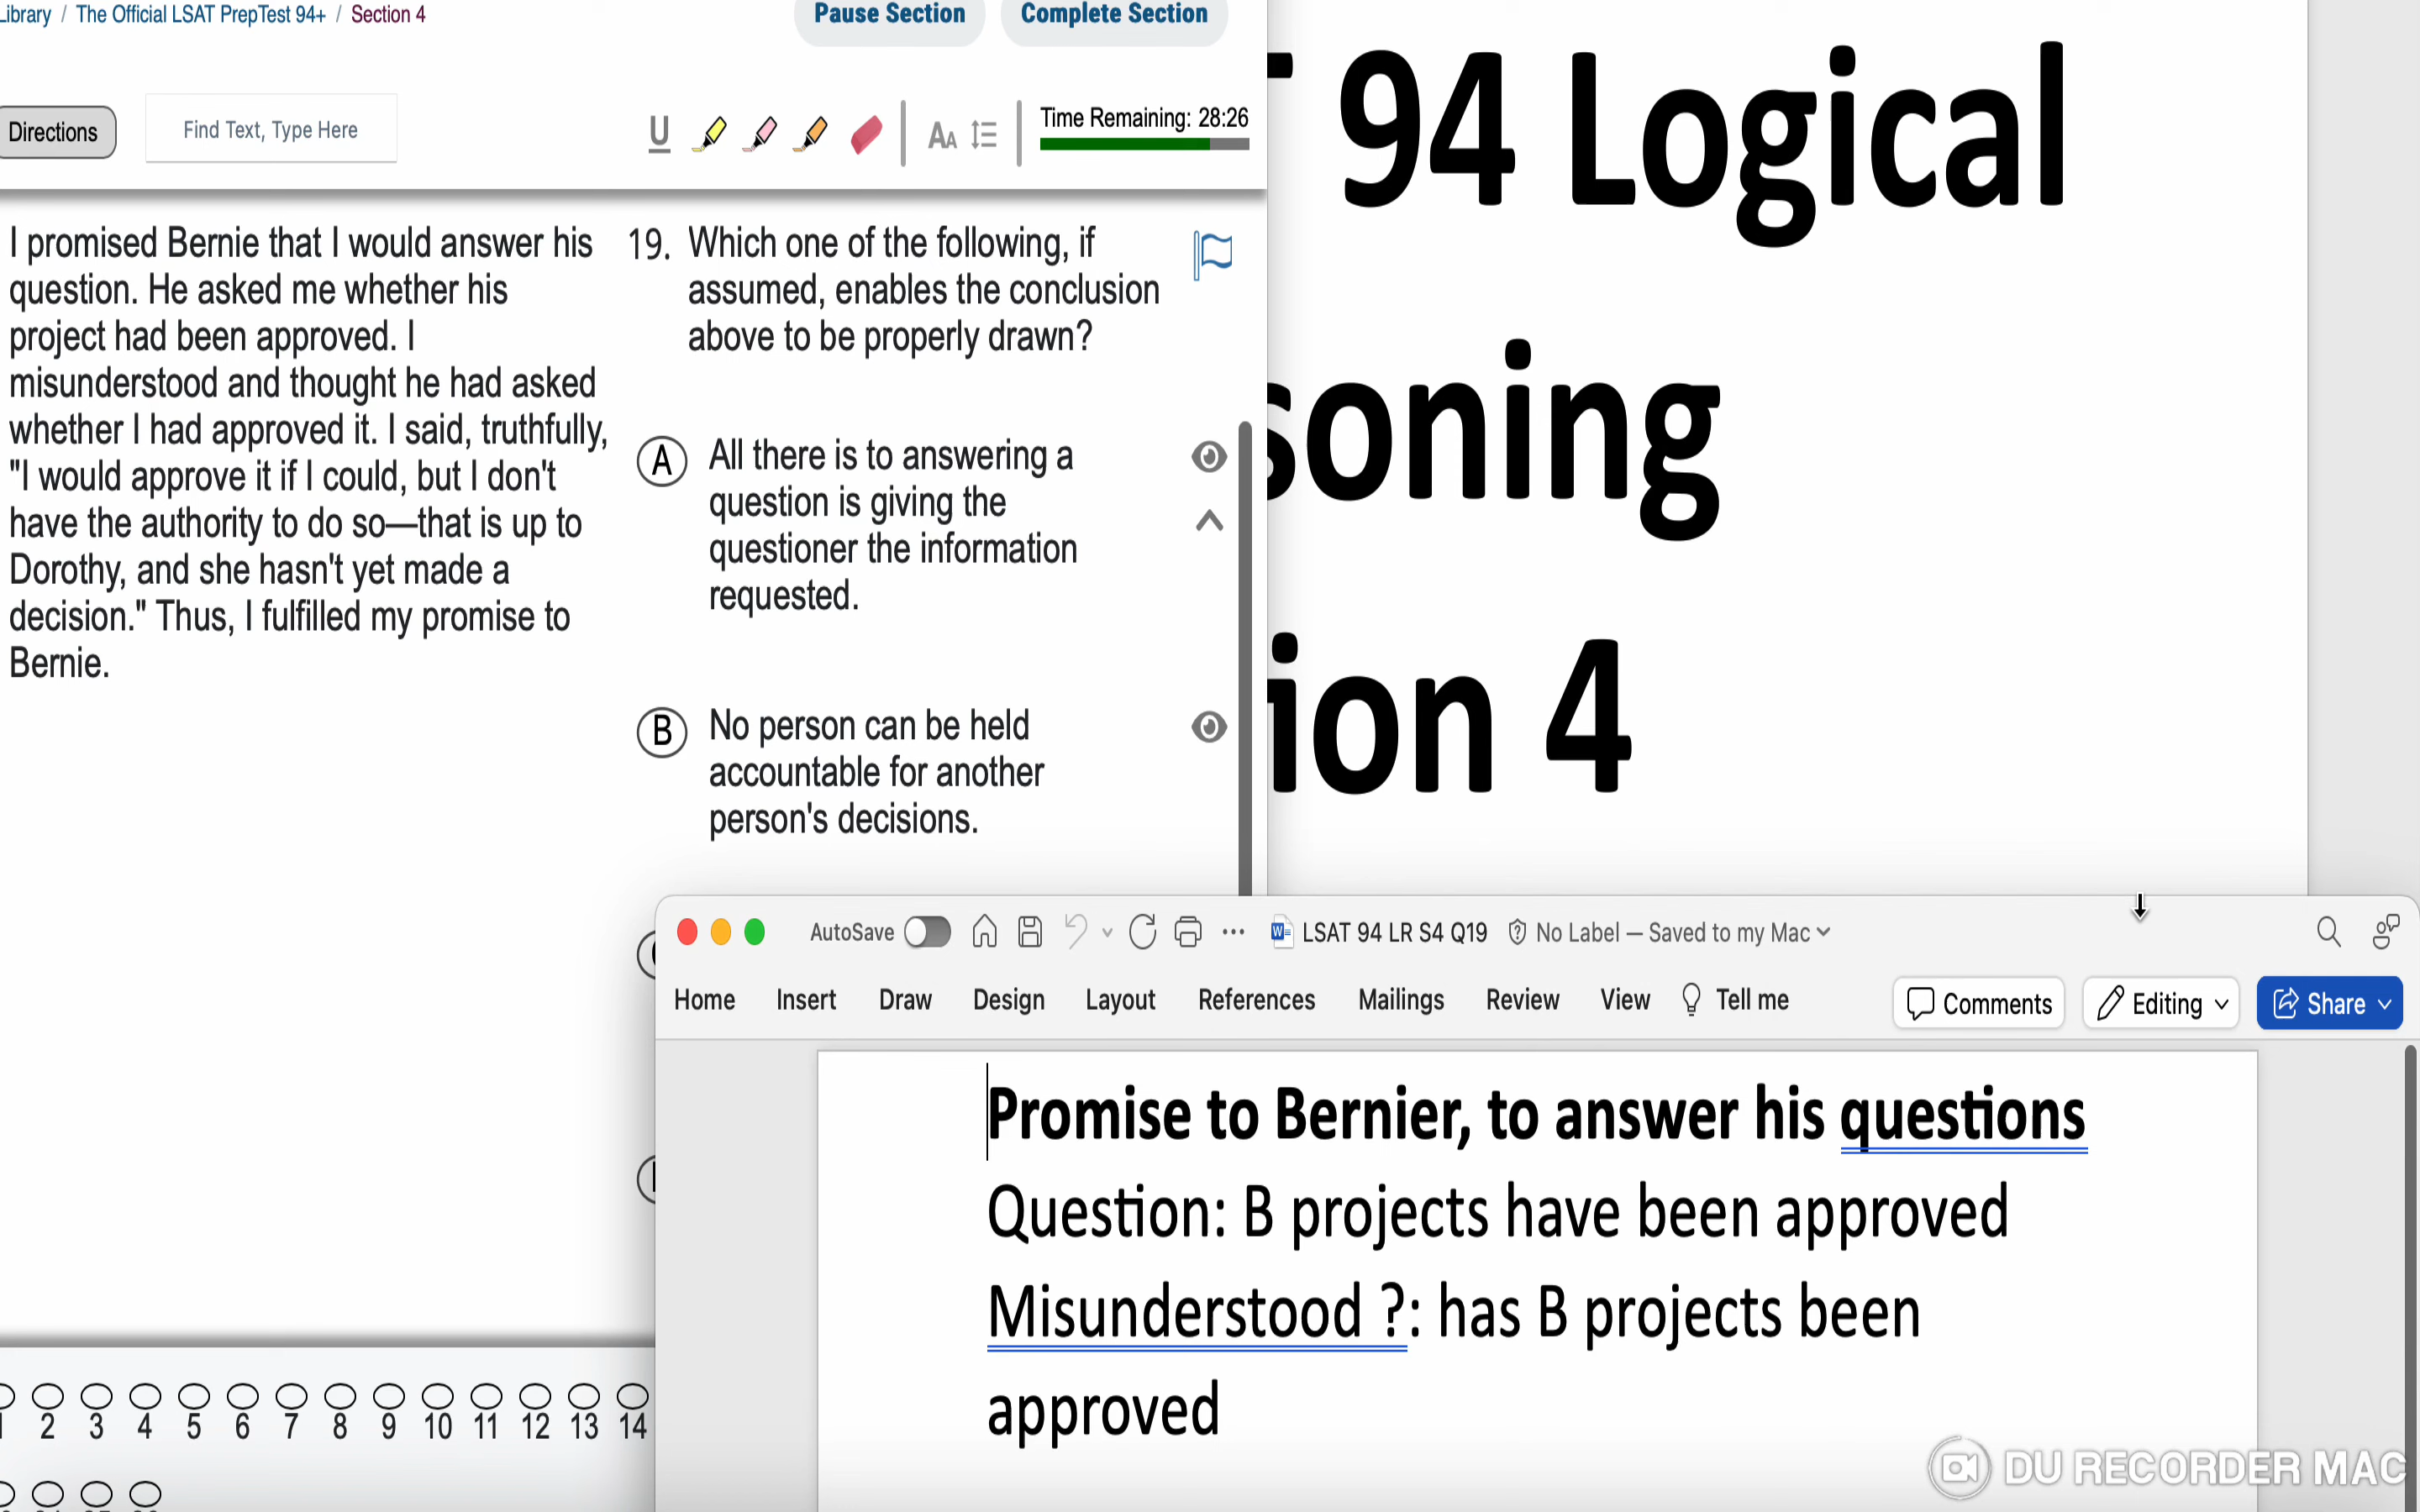 Library / The Official LSAT PrepTest 94+ / Section 4
Pause Section
Complete Section
Directions
Find Text, Type Here
Time Remaining: 28:26
I promised Bernie that I would answer his
question. He asked me whether his
project had been approved. I
misunderstood and thought he had asked
whether I had approved it. I said, truthfully,
"I would approve it if I could, but I don't
have the authority to do so—that is up to
Dorothy, and she hasn't yet made a
decision." Thus, I fulfilled my promise to
Bernie.
19. Which one of the following, if
assumed, enables the conclusion
above to be properly drawn?
A All there is to answering a
question is giving the
questioner the information
requested.
B No person can be held
accountable for another
person's decisions.
T 94 Logical
soning
ion 4
AutoSave
LSAT 94 LR S4 Q19
No Label — Saved to my Mac
Home Insert Draw Design Layout References Mailings Review View Tell me
Comments
Editing
Share
Promise to Bernier, to answer his questions
Question: B projects have been approved
Misunderstood ?: has B projects been
approved
1 2 3 4 5 6 7 8 9 10 11 12 13 14
DU RECORDER MAC